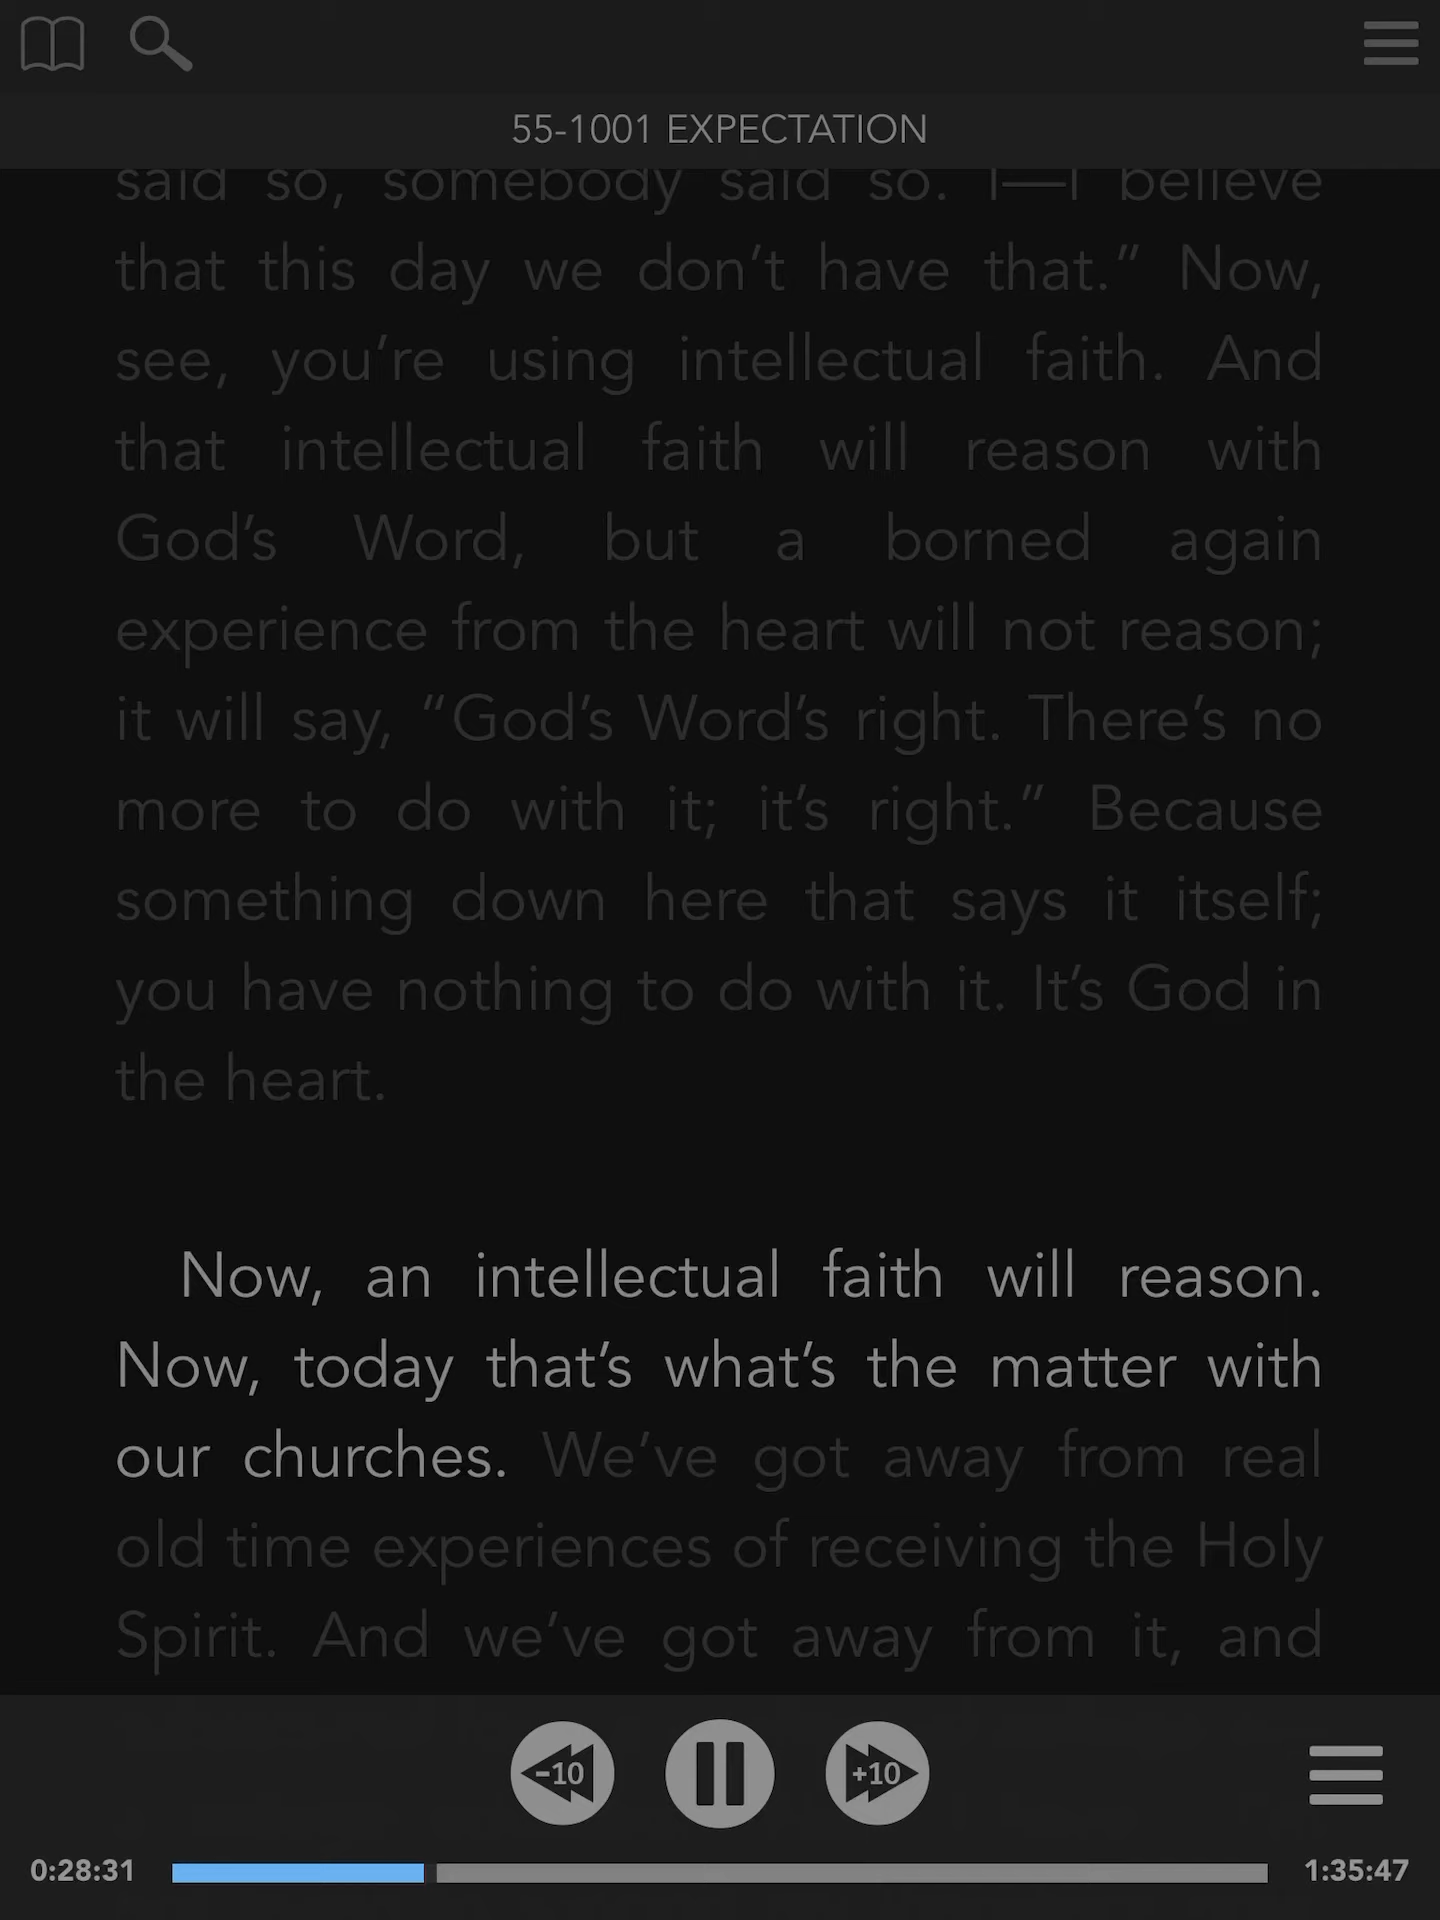 55-1001 EXPECTATION
said so, somebody said so. I—I believe
that this day we don’t have that.” Now,
see, you’re using intellectual faith. And
that intellectual faith will reason with
God’s Word, but a borned again
experience from the heart will not reason;
it will say, “God’s Word’s right. There’s no
more to do with it; it’s right.” Because
something down here that says it itself;
you have nothing to do with it. It’s God in
the heart.
Now, an intellectual faith will reason.
Now, today that’s what’s the matter with
our churches. We’ve got away from real
old time experiences of receiving the Holy
Spirit. And we’ve got away from it, and
-10 +10
0:28:31 1:35:47